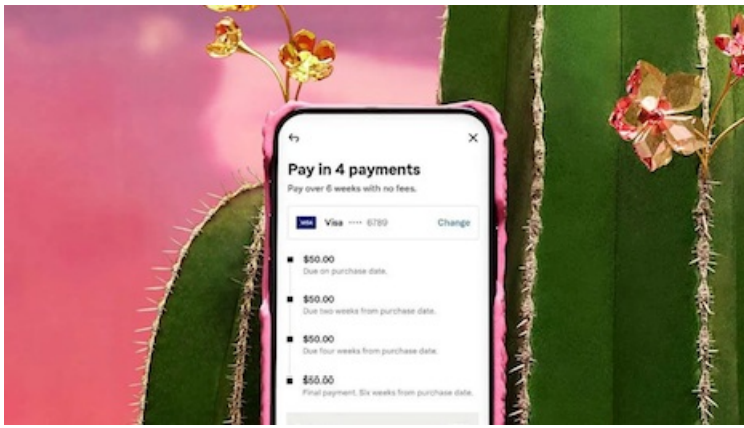 Pay in 4 payments
Pay over 6 weeks with no fees.
VISA Visa •••• 6789 Change
$50.00
Due on purchase date.
$50.00
Due two weeks from purchase date.
$50.00
Due four weeks from purchase date.
$50.00
Final payment. Six weeks from purchase date.